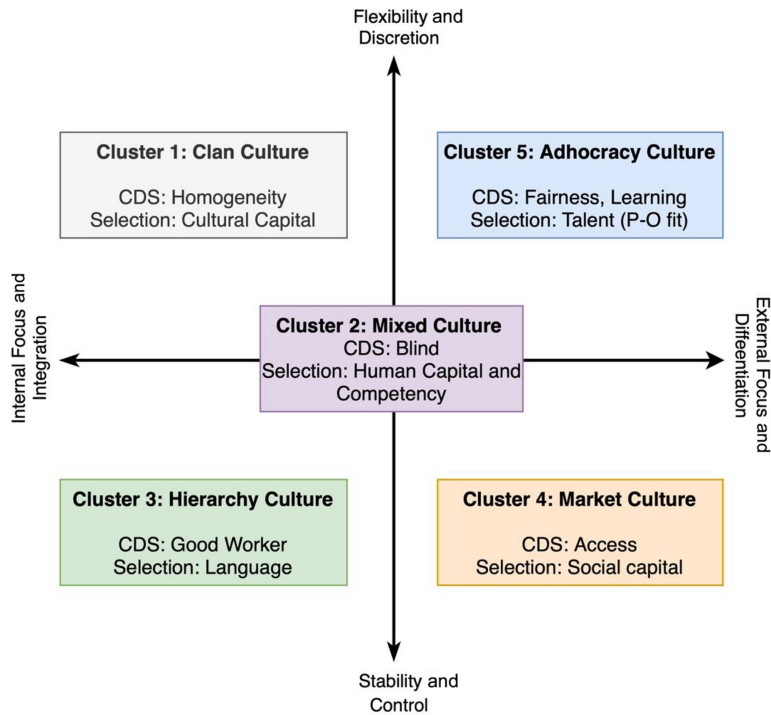 Flexibility and
Discretion
Cluster 1: Clan Culture
CDS: Homogeneity
Selection: Cultural Capital
Cluster 5: Adhocracy Culture
CDS: Fairness, Learning
Selection: Talent (P-O fit)
Internal Focus and
Integration
Cluster 2: Mixed Culture
CDS: Blind
Selection: Human Capital and
Competency
External Focus and
Diffeentiation
Cluster 3: Hierarchy Culture
CDS: Good Worker
Selection: Language
Cluster 4: Market Culture
CDS: Access
Selection: Social capital
Stability and
Control